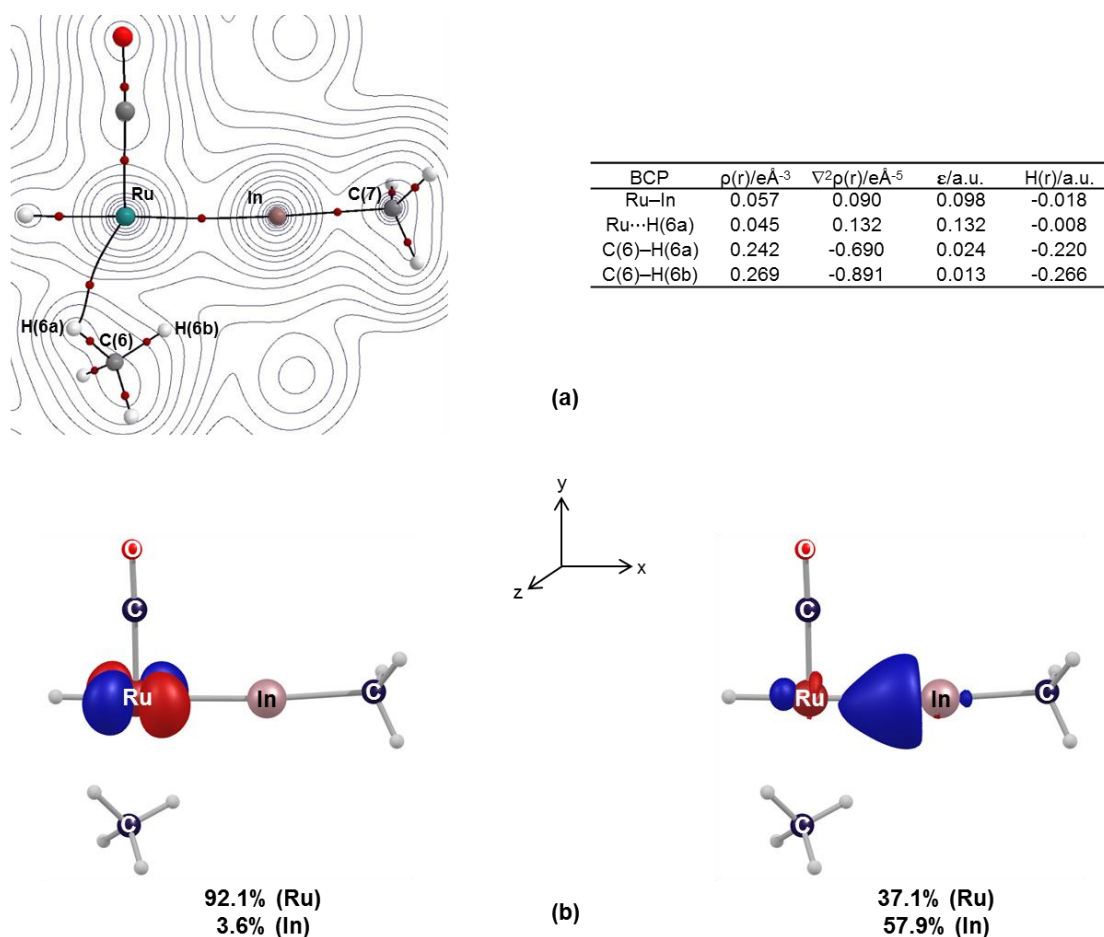 Ru
In
C(7)
H(6a)
C(6)
H(6b)
BCP ρ(r)/eÅ⁻³ ∇²ρ(r)/eÅ⁻⁵ ε/a.u. H(r)/a.u.
Ru–In 0.057 0.090 0.098 -0.018
Ru···H(6a) 0.045 0.132 0.132 -0.008
C(6)–H(6a) 0.242 -0.690 0.024 -0.220
C(6)–H(6b) 0.269 -0.891 0.013 -0.266
(a)
y
x
z
O
C
Ru
In
C
C
92.1% (Ru)
3.6% (In)
(b)
O
C
Ru
In
C
C
37.1% (Ru)
57.9% (In)